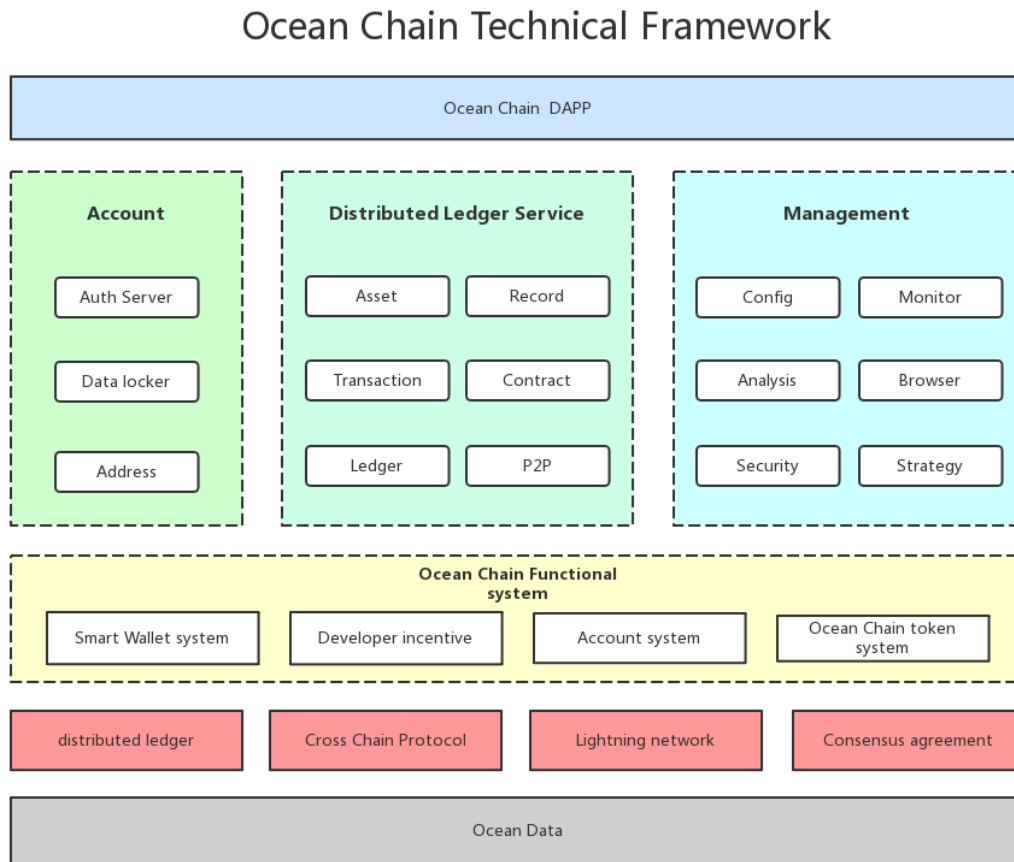 Ocean Chain Technical Framework
Ocean Chain  DAPP
Account
Auth Server
Data locker
Address
Distributed Ledger Service
Asset
Record
Transaction
Contract
Ledger
P2P
Management
Config
Monitor
Analysis
Browser
Security
Strategy
Ocean Chain Functional
system
Smart Wallet system
Developer incentive
Account system
Ocean Chain token
system
distributed ledger
Cross Chain Protocol
Lightning network
Consensus agreement
Ocean Data